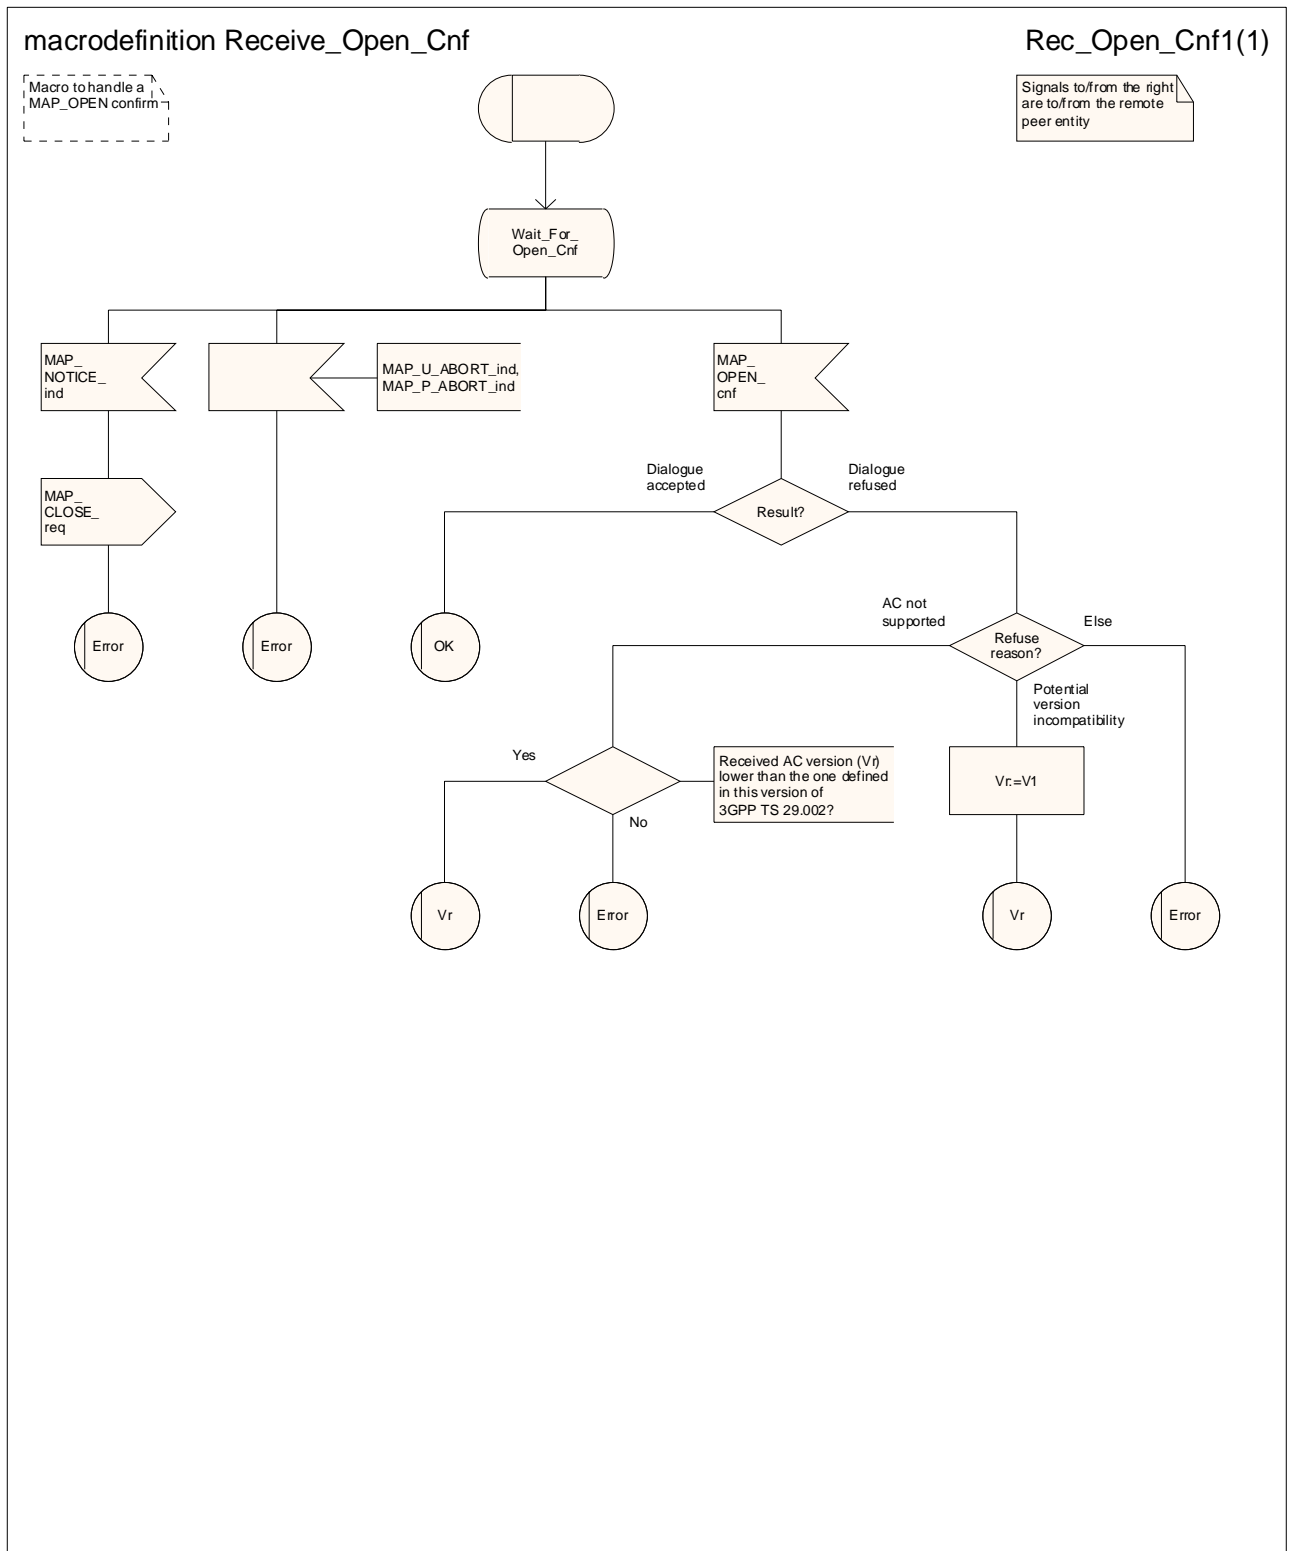 macrodefinition Receive_Open_Cnf
Rec_Open_Cnf1(1)
Macro to handle a
MAP_OPEN confirm
Signals to/from the right
are to/from the remote
peer entity
Wait_For_
Open_Cnf
MAP_
NOTICE_
ind
MAP_U_ABORT_ind,
MAP_P_ABORT_ind
MAP_
OPEN_
cnf
MAP_
CLOSE_
req
Dialogue
accepted
Dialogue
refused
Result?
Error
Error
OK
AC not
supported
Else
Refuse
reason?
Potential
version
incompatibility
Yes
Received AC version (Vr)
lower than the one defined
in this version of
3GPP TS 29.002?
Vr:=V1
No
Vr
Error
Vr
Error